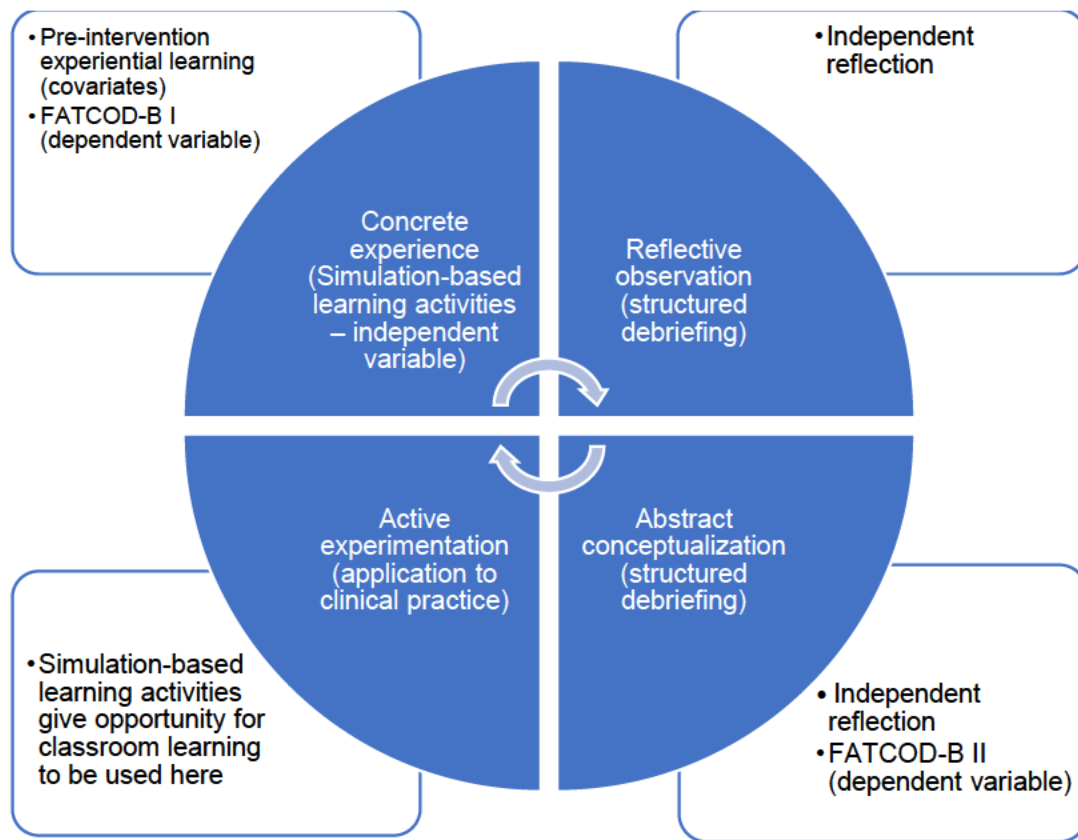 • Pre-intervention
experiential learning
(covariates)
• FATCOD-B I
(dependent variable)
• Independent
reflection
Concrete
experience
(Simulation-based
learning activities
– independent
variable)
Reflective
observation
(structured
debriefing)
Active
experimentation
(application to
clinical practice)
Abstract
conceptualization
(structured
debriefing)
• Simulation-based
learning activities
give opportunity for
classroom learning
to be used here
• Independent
reflection
• FATCOD-B II
(dependent variable)